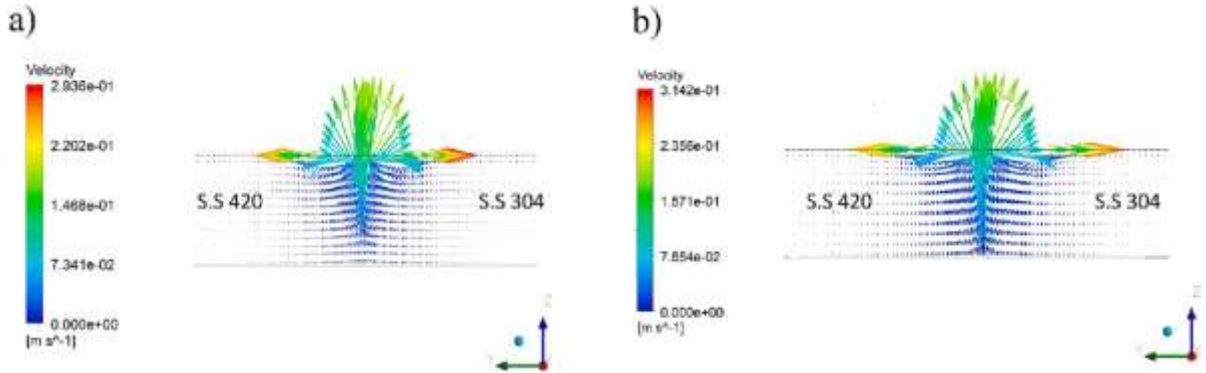 a)
Velocity
2.936e-01
2.202e-01
1.468e-01
7.341e-02
0.000e+00
[m s^-1]
S.S 420
S.S 304
b)
Velocity
3.142e-01
2.356e-01
1.571e-01
7.854e-02
0.000e+00
[m s^-1]
S.S 420
S.S 304